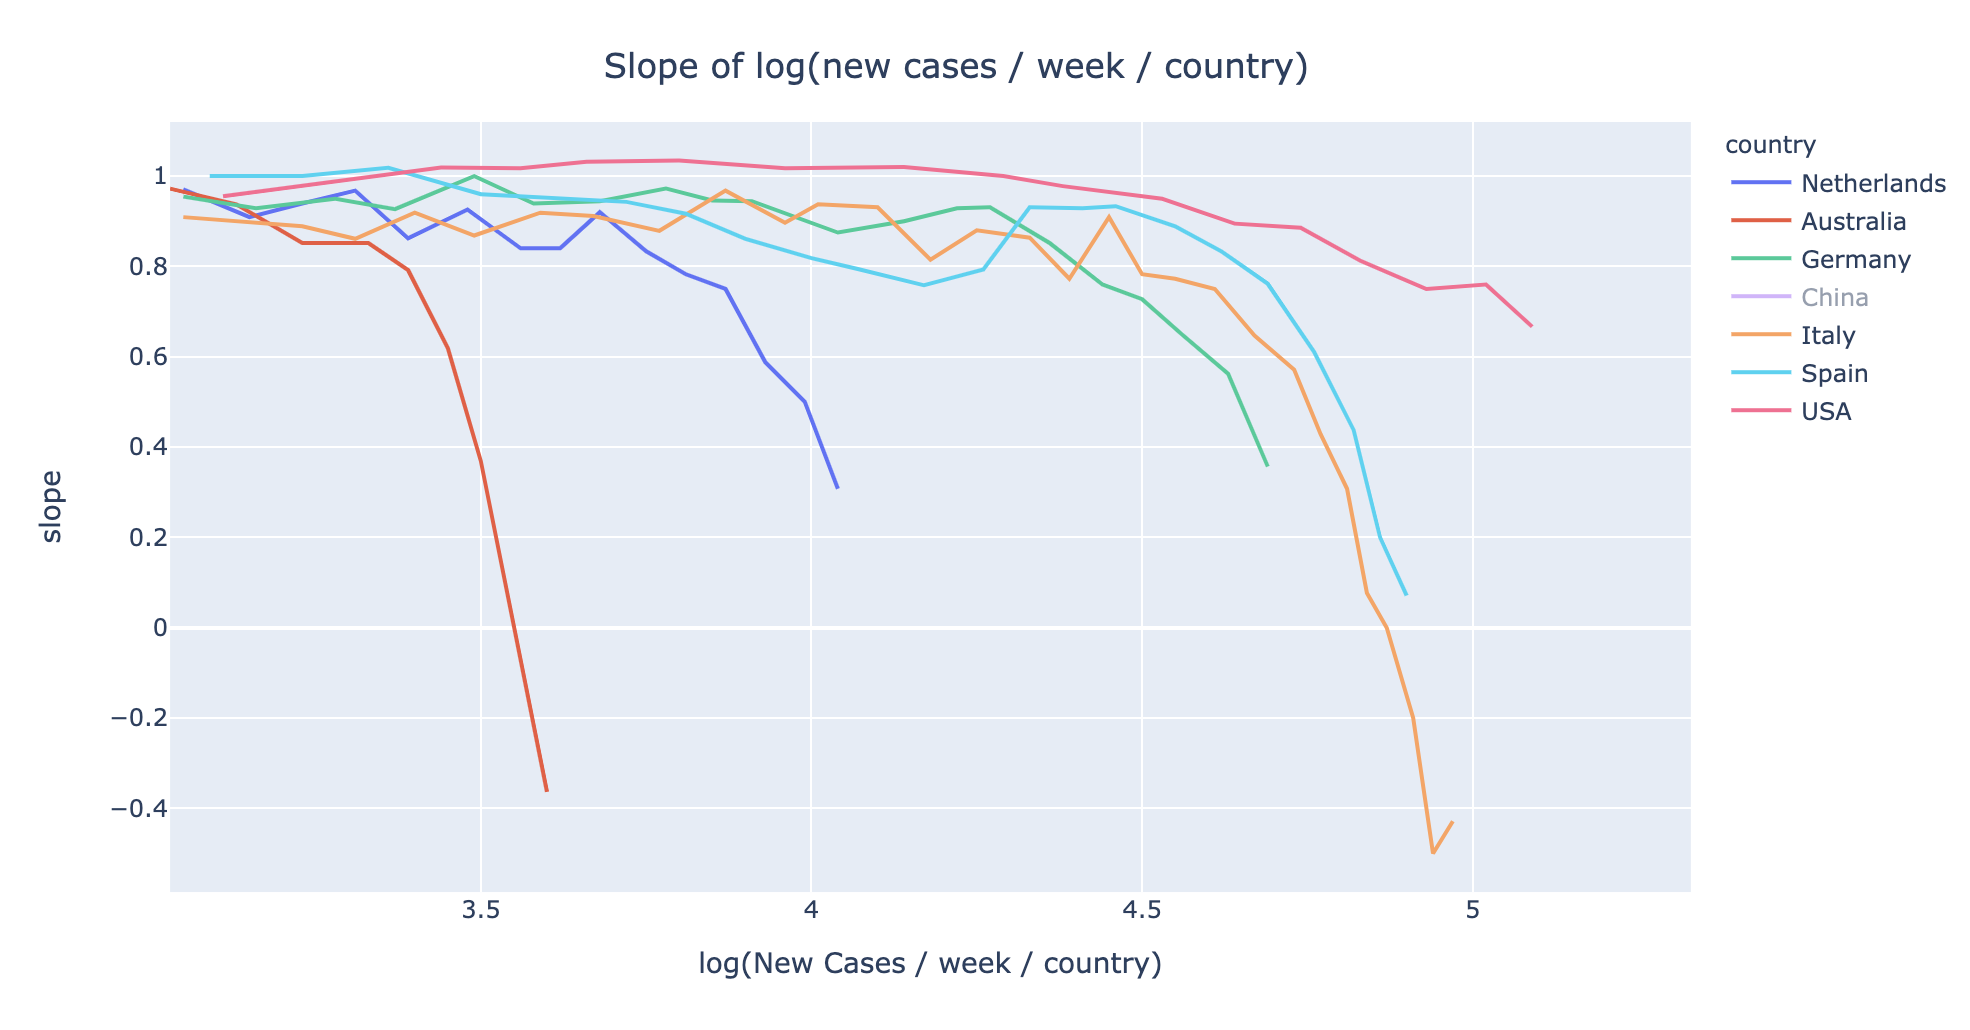 Slope of log(new cases / week / country)
country
Netherlands
Australia
Germany
China
Italy
Spain
USA
slope
1
0.8
0.6
0.4
0.2
0
−0.2
−0.4
3.5
4
4.5
5
log(New Cases / week / country)